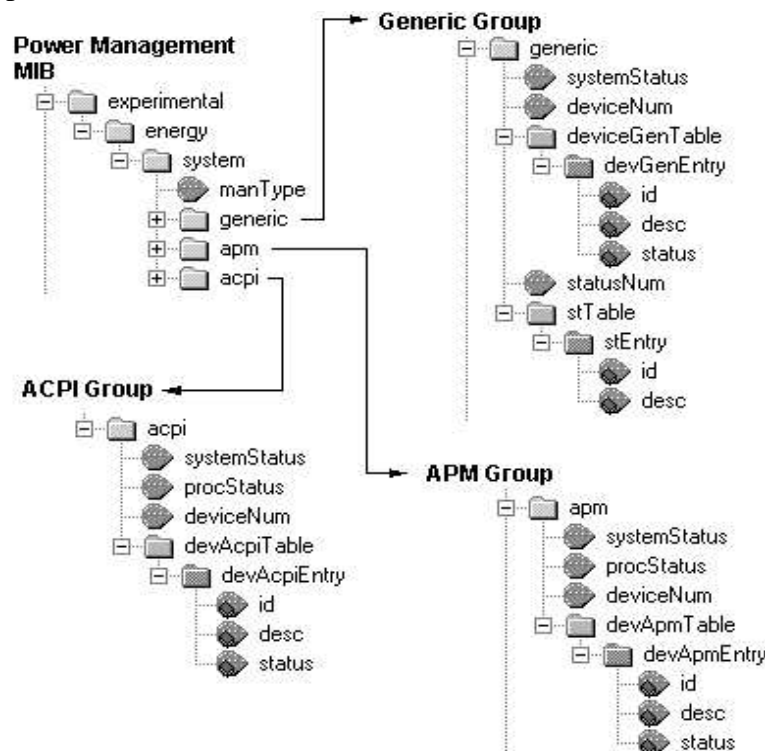 Power Management
MIB
experimental
energy
system
manType
generic
apm
acpi
Generic Group
generic
systemStatus
deviceNum
deviceGenTable
devGenEntry
id
desc
status
statusNum
stTable
stEntry
id
desc
ACPI Group
acpi
systemStatus
procStatus
deviceNum
devAcpiTable
devAcpiEntry
id
desc
status
APM Group
apm
systemStatus
procStatus
deviceNum
devApmTable
devApmEntry
id
desc
status